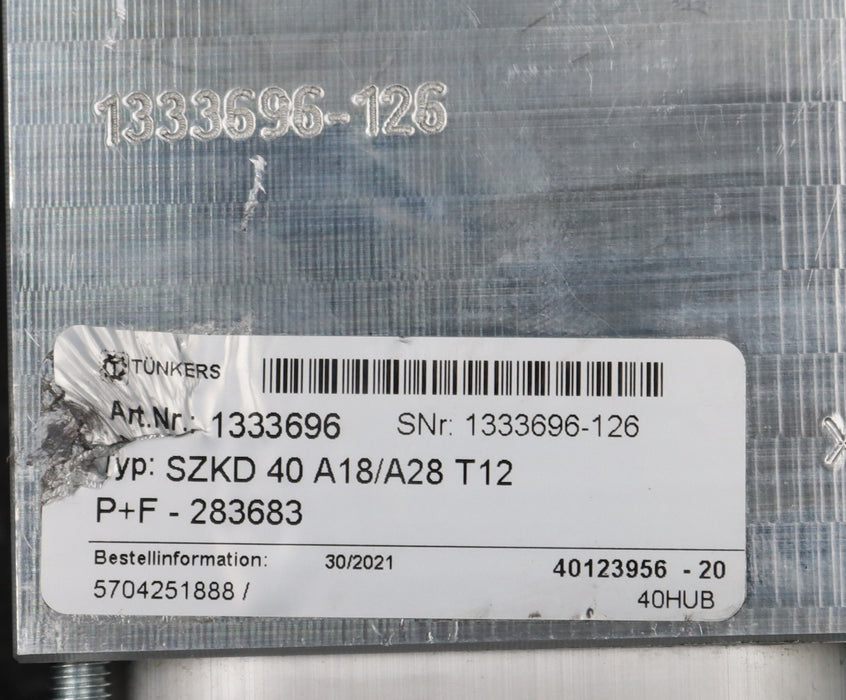 1333696-126
TÜNKERS
Art.Nr.: 1333696 SNr: 1333696-126
Typ: SZKD 40 A18/A28 T12
P+F - 283683
Bestellinformation: 30/2021 40123956 - 20
5704251888 / 40HUB